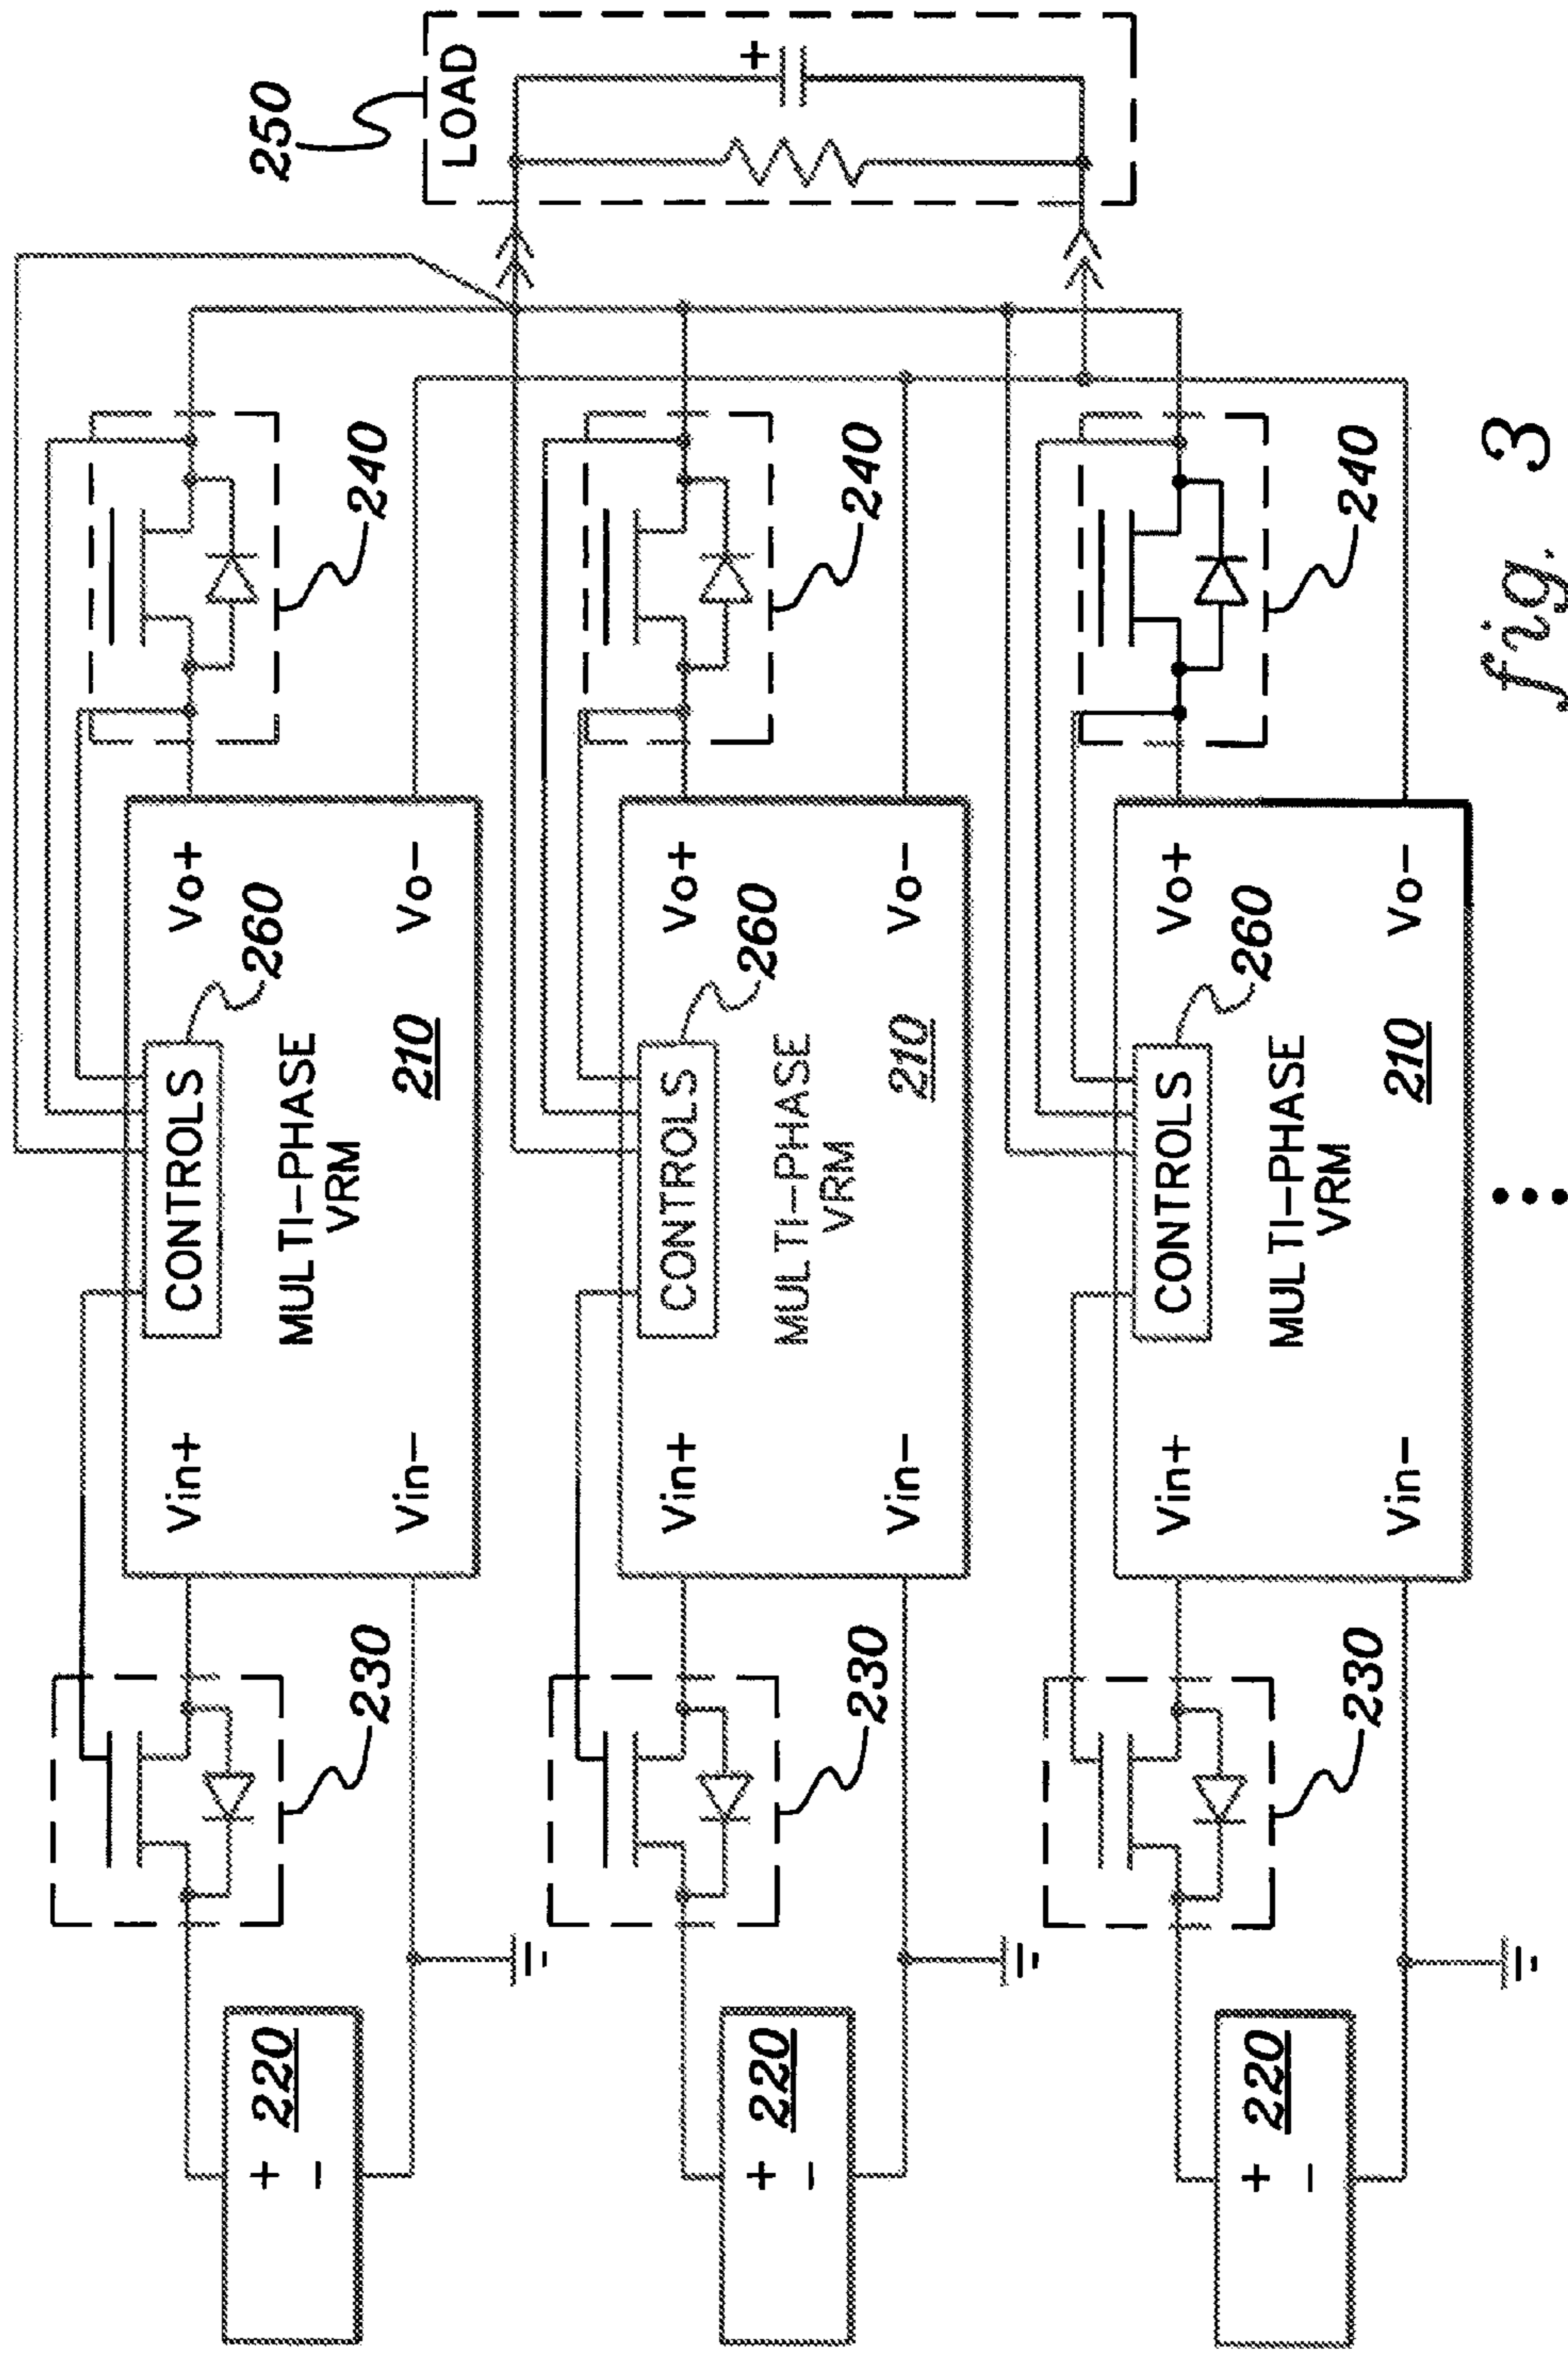 250
LOAD
+
240
Vo+
260
Vo−
CONTROLS
MULTI−PHASE
VRM
210
Vin+
Vin−
230
220
+
−
240
Vo+
260
Vo−
CONTROLS
MULTI−PHASE
VRM
210
Vin+
Vin−
230
220
+
−
240
Vo+
260
Vo−
CONTROLS
MULTI−PHASE
VRM
210
Vin+
Vin−
230
220
+
−
fig. 3